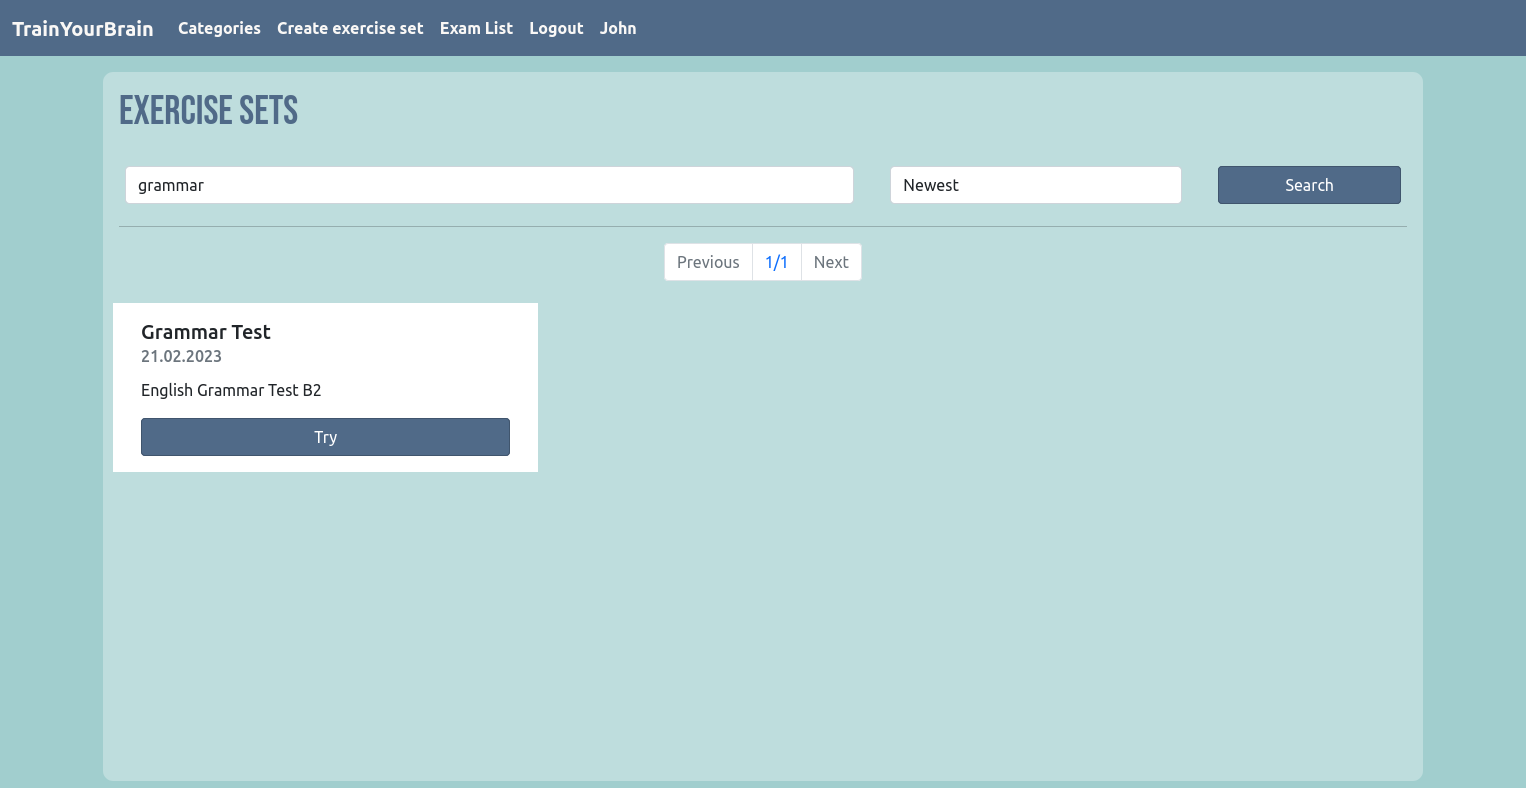 TrainYourBrain Categories Create exercise set Exam List Logout John
EXERCISE SETS
grammar Newest Search
Previous 1/1 Next
Grammar Test
21.02.2023
English Grammar Test B2
Try